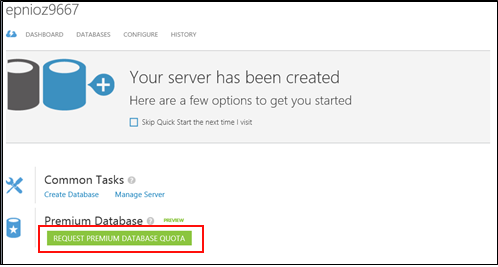 epnioz9667
DASHBOARD DATABASES CONFIGURE HISTORY
Your server has been created
Here are a few options to get you started
Skip Quick Start the next time I visit
Common Tasks ?
Create Database Manage Server
Premium Database ? PREVIEW
REQUEST PREMIUM DATABASE QUOTA